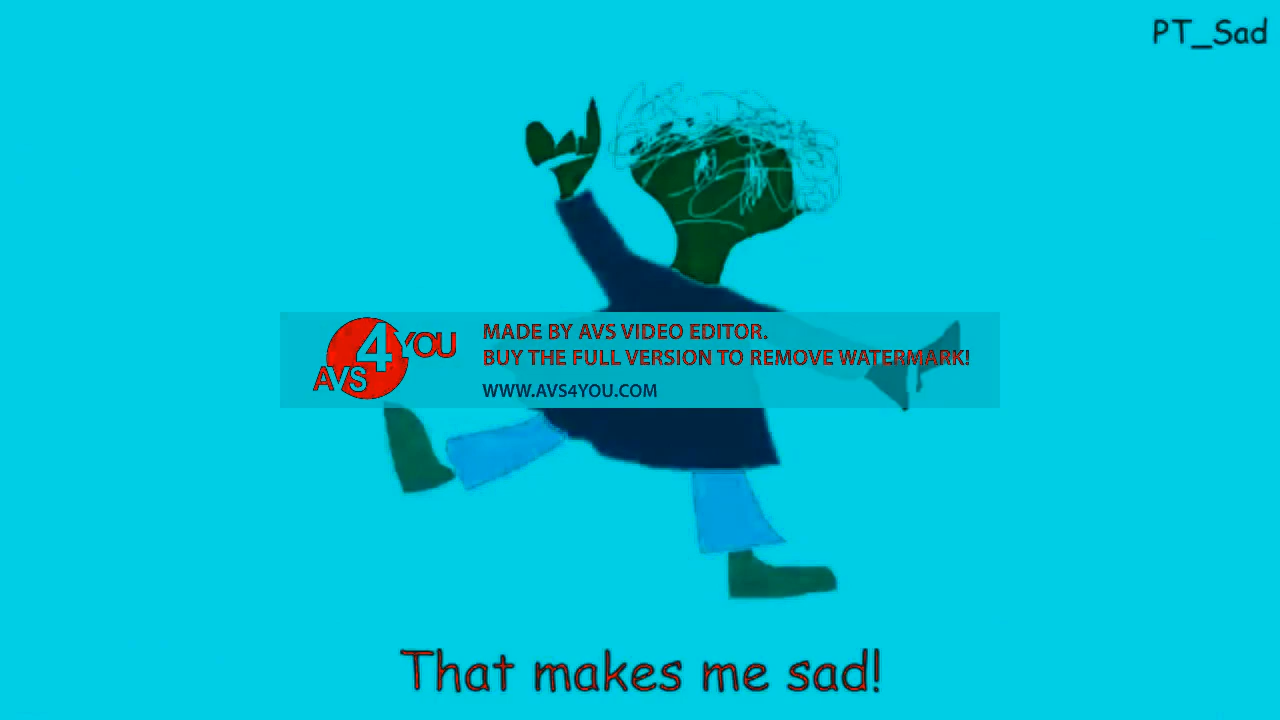 PT_Sad
AVS4YOU
MADE BY AVS VIDEO EDITOR.
BUY THE FULL VERSION TO REMOVE WATERMARK!
WWW.AVS4YOU.COM
That makes me sad!